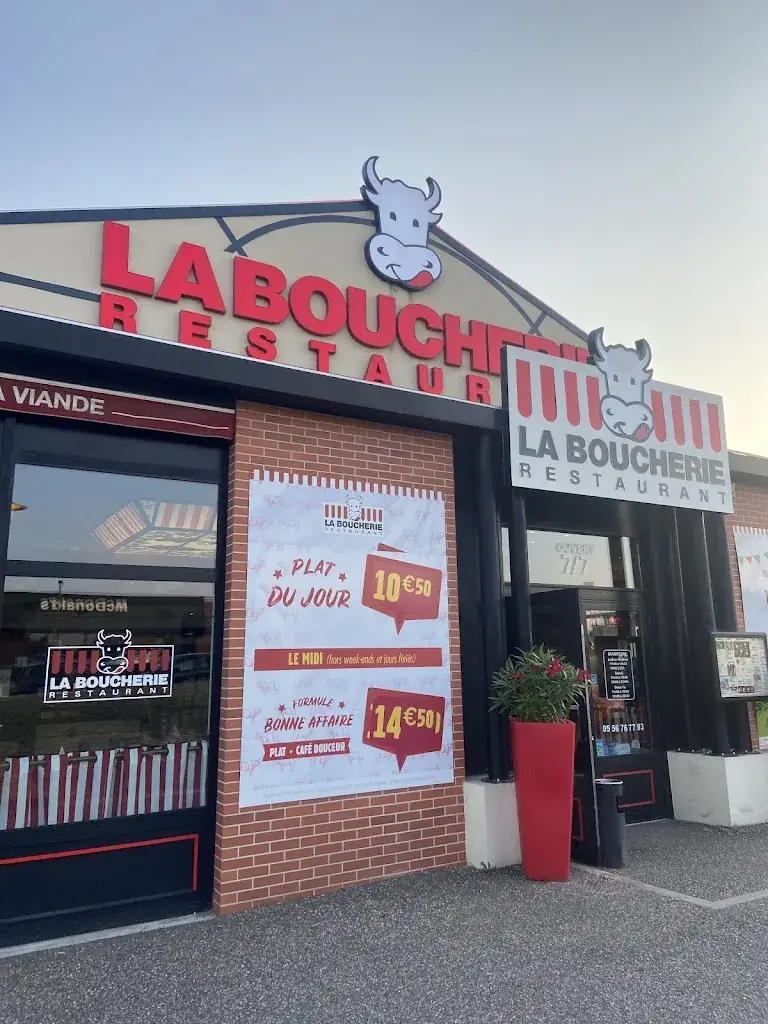 LA BOUCHERIE
RESTAUR
LA BOUCHERIE
RESTAURANT
A VIANDE
LA BOUCHERIE
RESTAURANT
PLAT
DU JOUR
10€50
LE MIDI (hors week-ends et jours fériés)
FORMULE
BONNE AFFAIRE
PLAT + CAFÉ DOUCEUR
14€50
OUVERT
7/7
McDonald's
LA BOUCHERIE
RESTAURANT
05 56 76 77 93